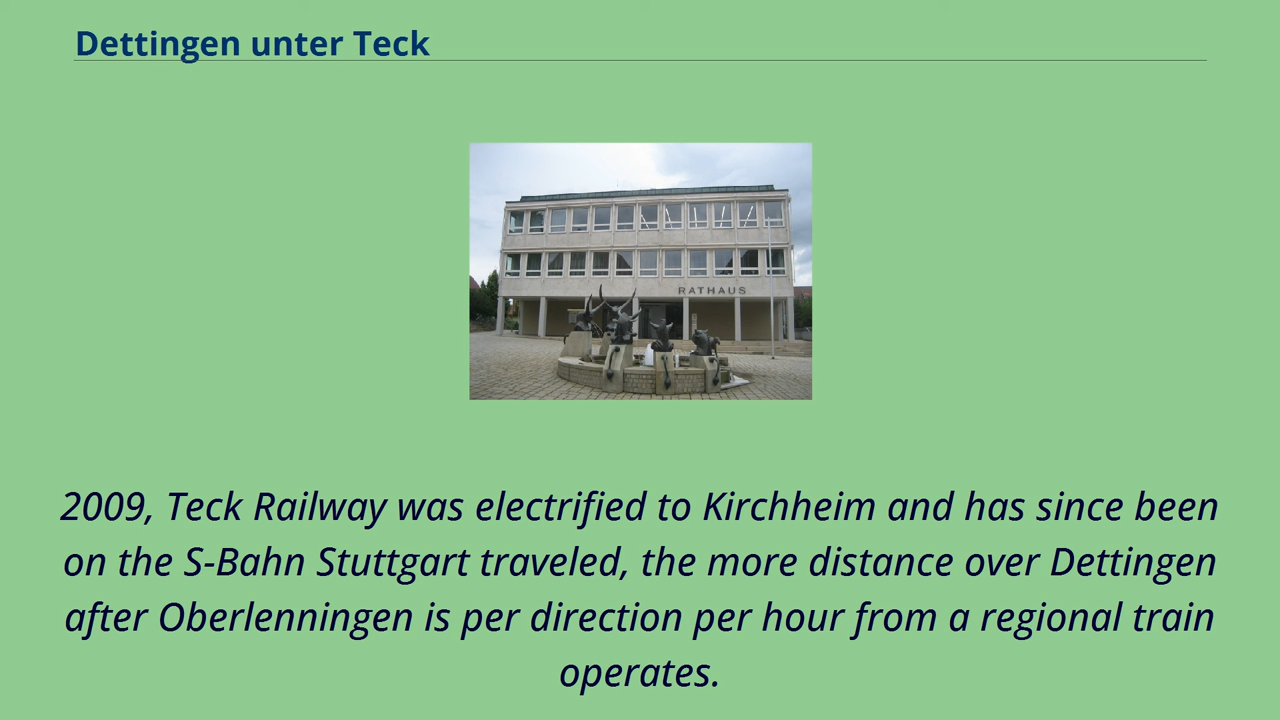 Dettingen unter Teck
RATHAUS
2009, Teck Railway was electrified to Kirchheim and has since been
on the S-Bahn Stuttgart traveled, the more distance over Dettingen
after Oberlenningen is per direction per hour from a regional train
operates.